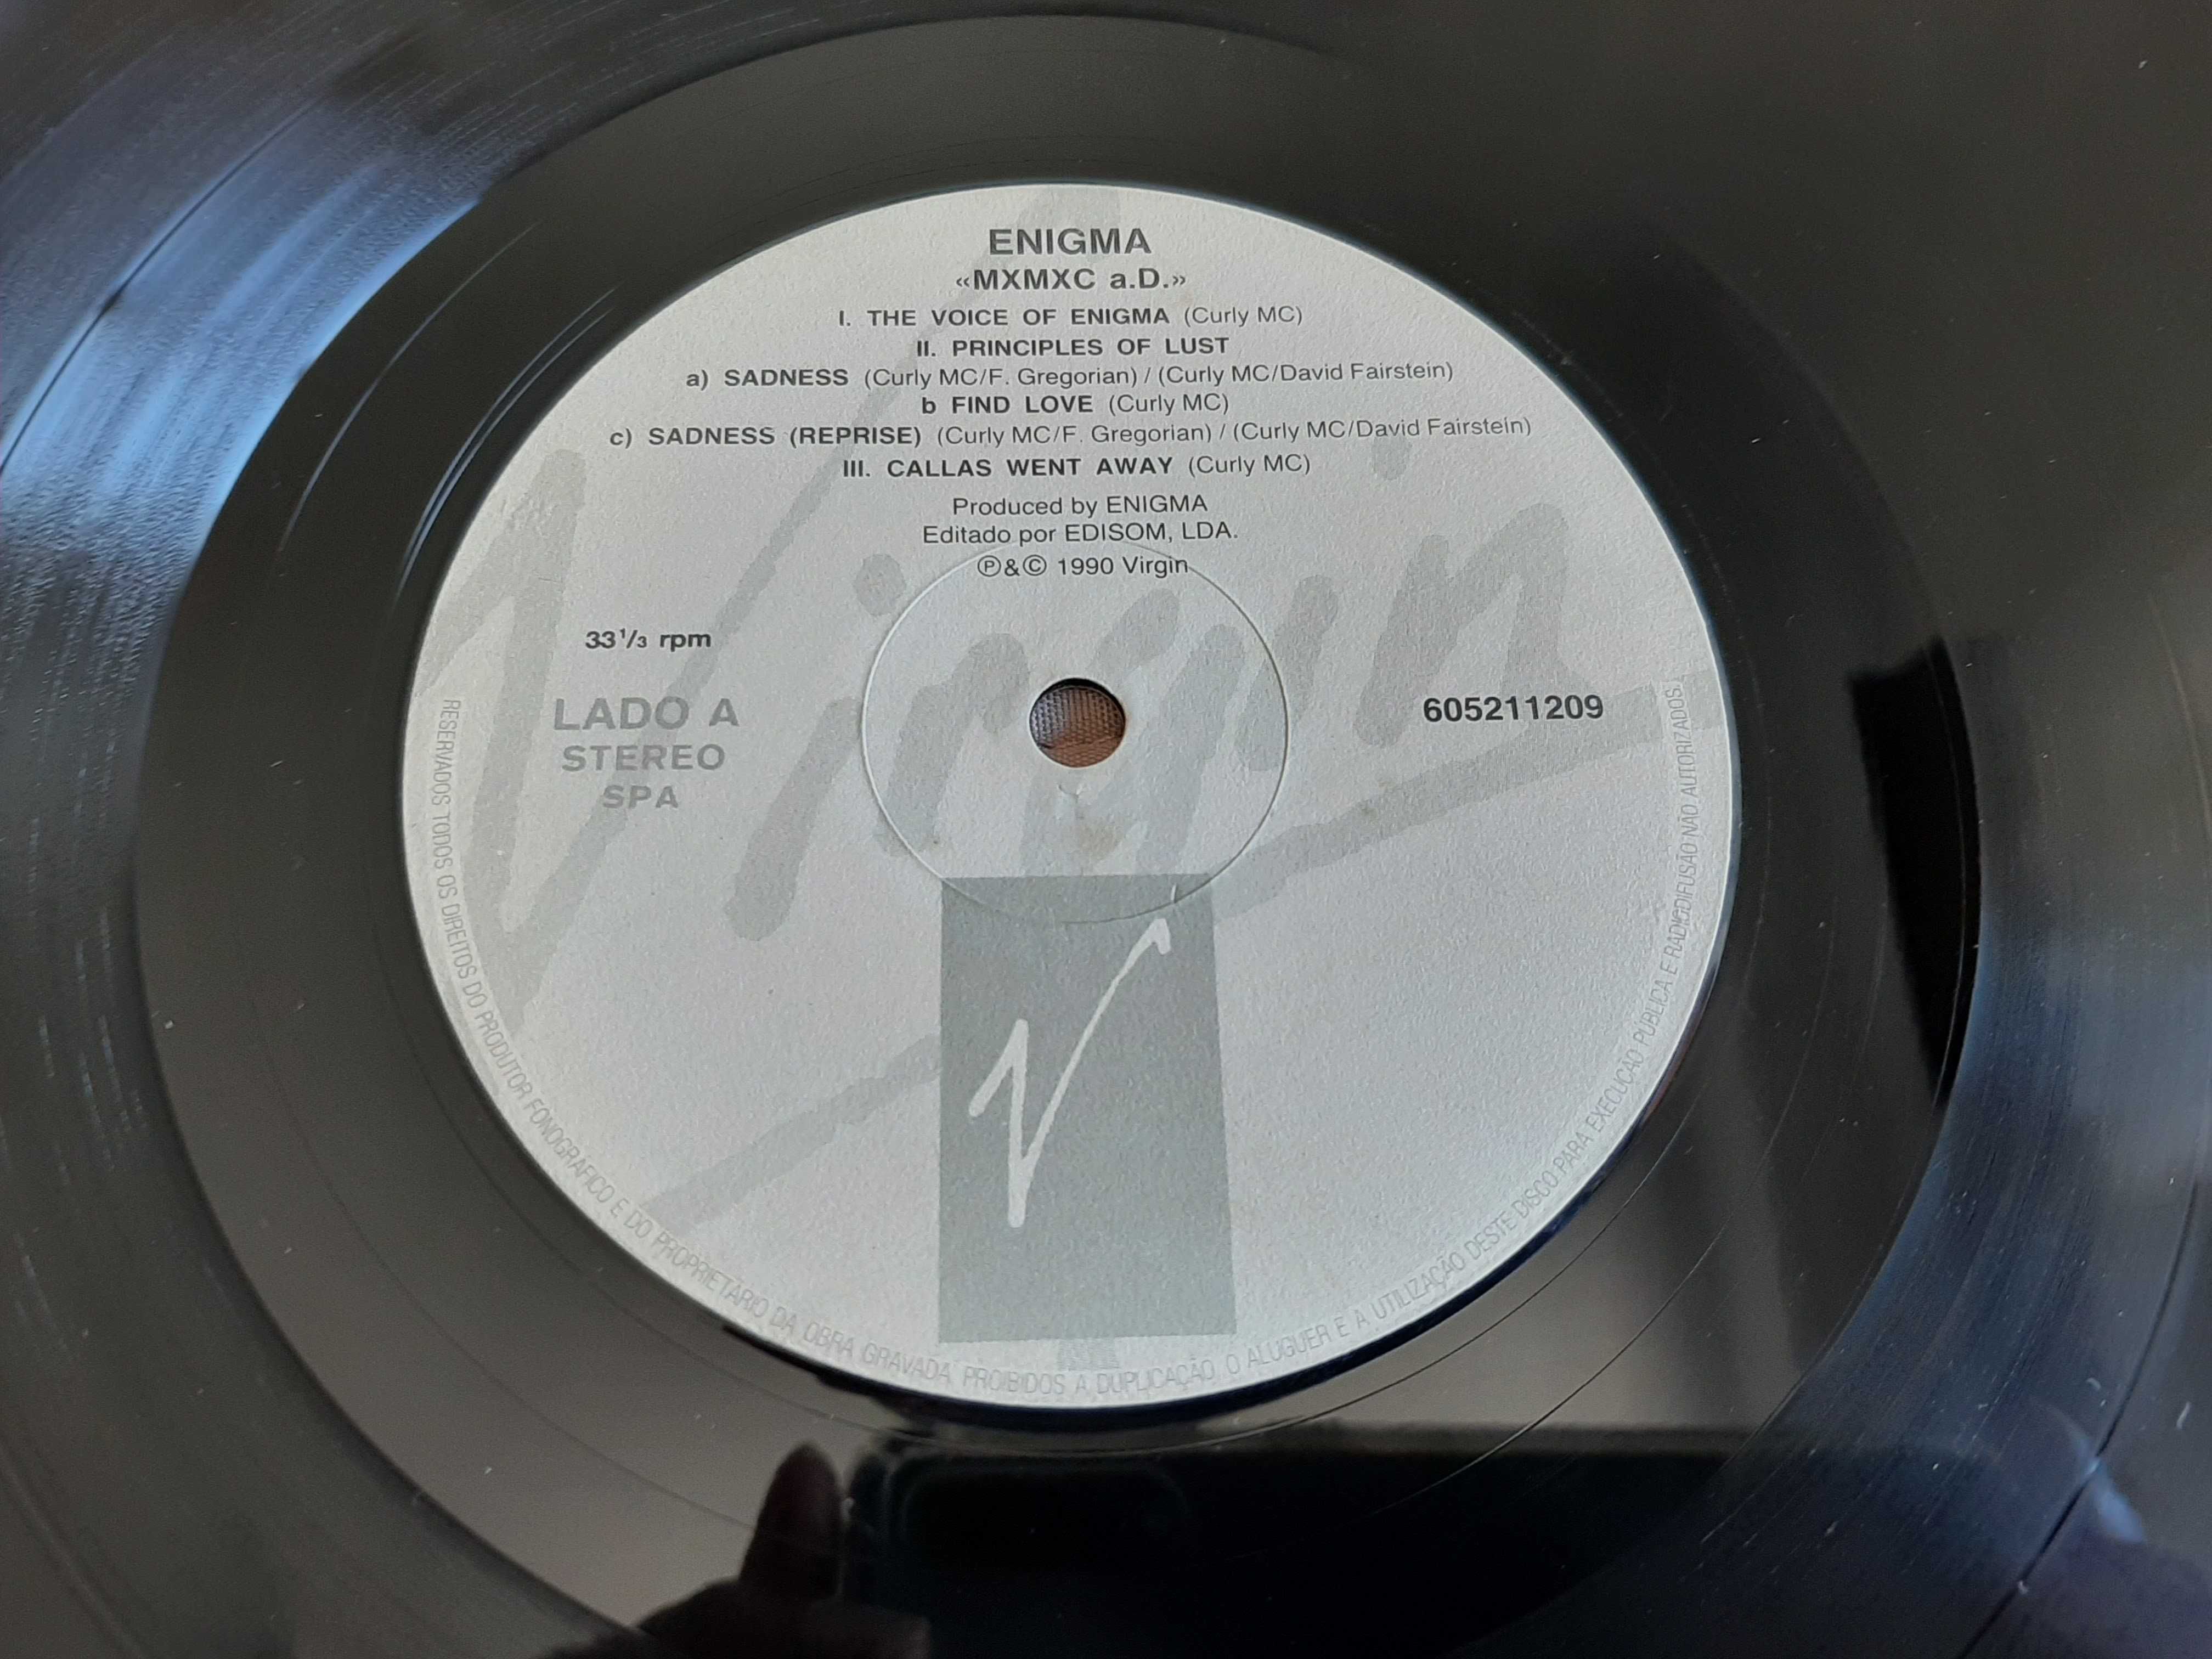 ENIGMA
«MXMXC a.D.»
I. THE VOICE OF ENIGMA (Curly MC)
II. PRINCIPLES OF LUST
a) SADNESS (Curly MC/F. Gregorian) / (Curly MC/David Fairstein)
b FIND LOVE (Curly MC)
c) SADNESS (REPRISE) (Curly MC/F. Gregorian) / (Curly MC/David Fairstein)
III. CALLAS WENT AWAY (Curly MC)
Produced by ENIGMA
Editado por EDISOM, LDA.
Ⓟ&© 1990 Virgin
33 1/3 rpm
LADO A
STEREO
SPA
605211209
Virgin
V
RESERVADOS TODOS OS DIREITOS DO PRODUTOR FONOGRÁFICO E DO PROPRIETÁRIO DA OBRA GRAVADA. PROIBIDOS A DUPLICAÇÃO, O ALUGUER E A UTILIZAÇÃO DESTE DISCO PARA EXECUÇÃO PÚBLICA E RADIODIFUSÃO NÃO AUTORIZADOS.